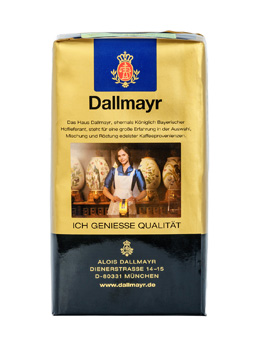 Dallmayr
Das Haus Dallmayr, ehemals Königlich Bayerischer
Hoflieferant, steht für eine große Erfahrung in der Auswahl,
Mischung und Röstung edelster Kaffeeprovenienzen.
ICH GENIESSE QUALITÄT
ALOIS DALLMAYR
DIENERSTRASSE 14-15
D-80331 MÜNCHEN
www.dallmayr.de